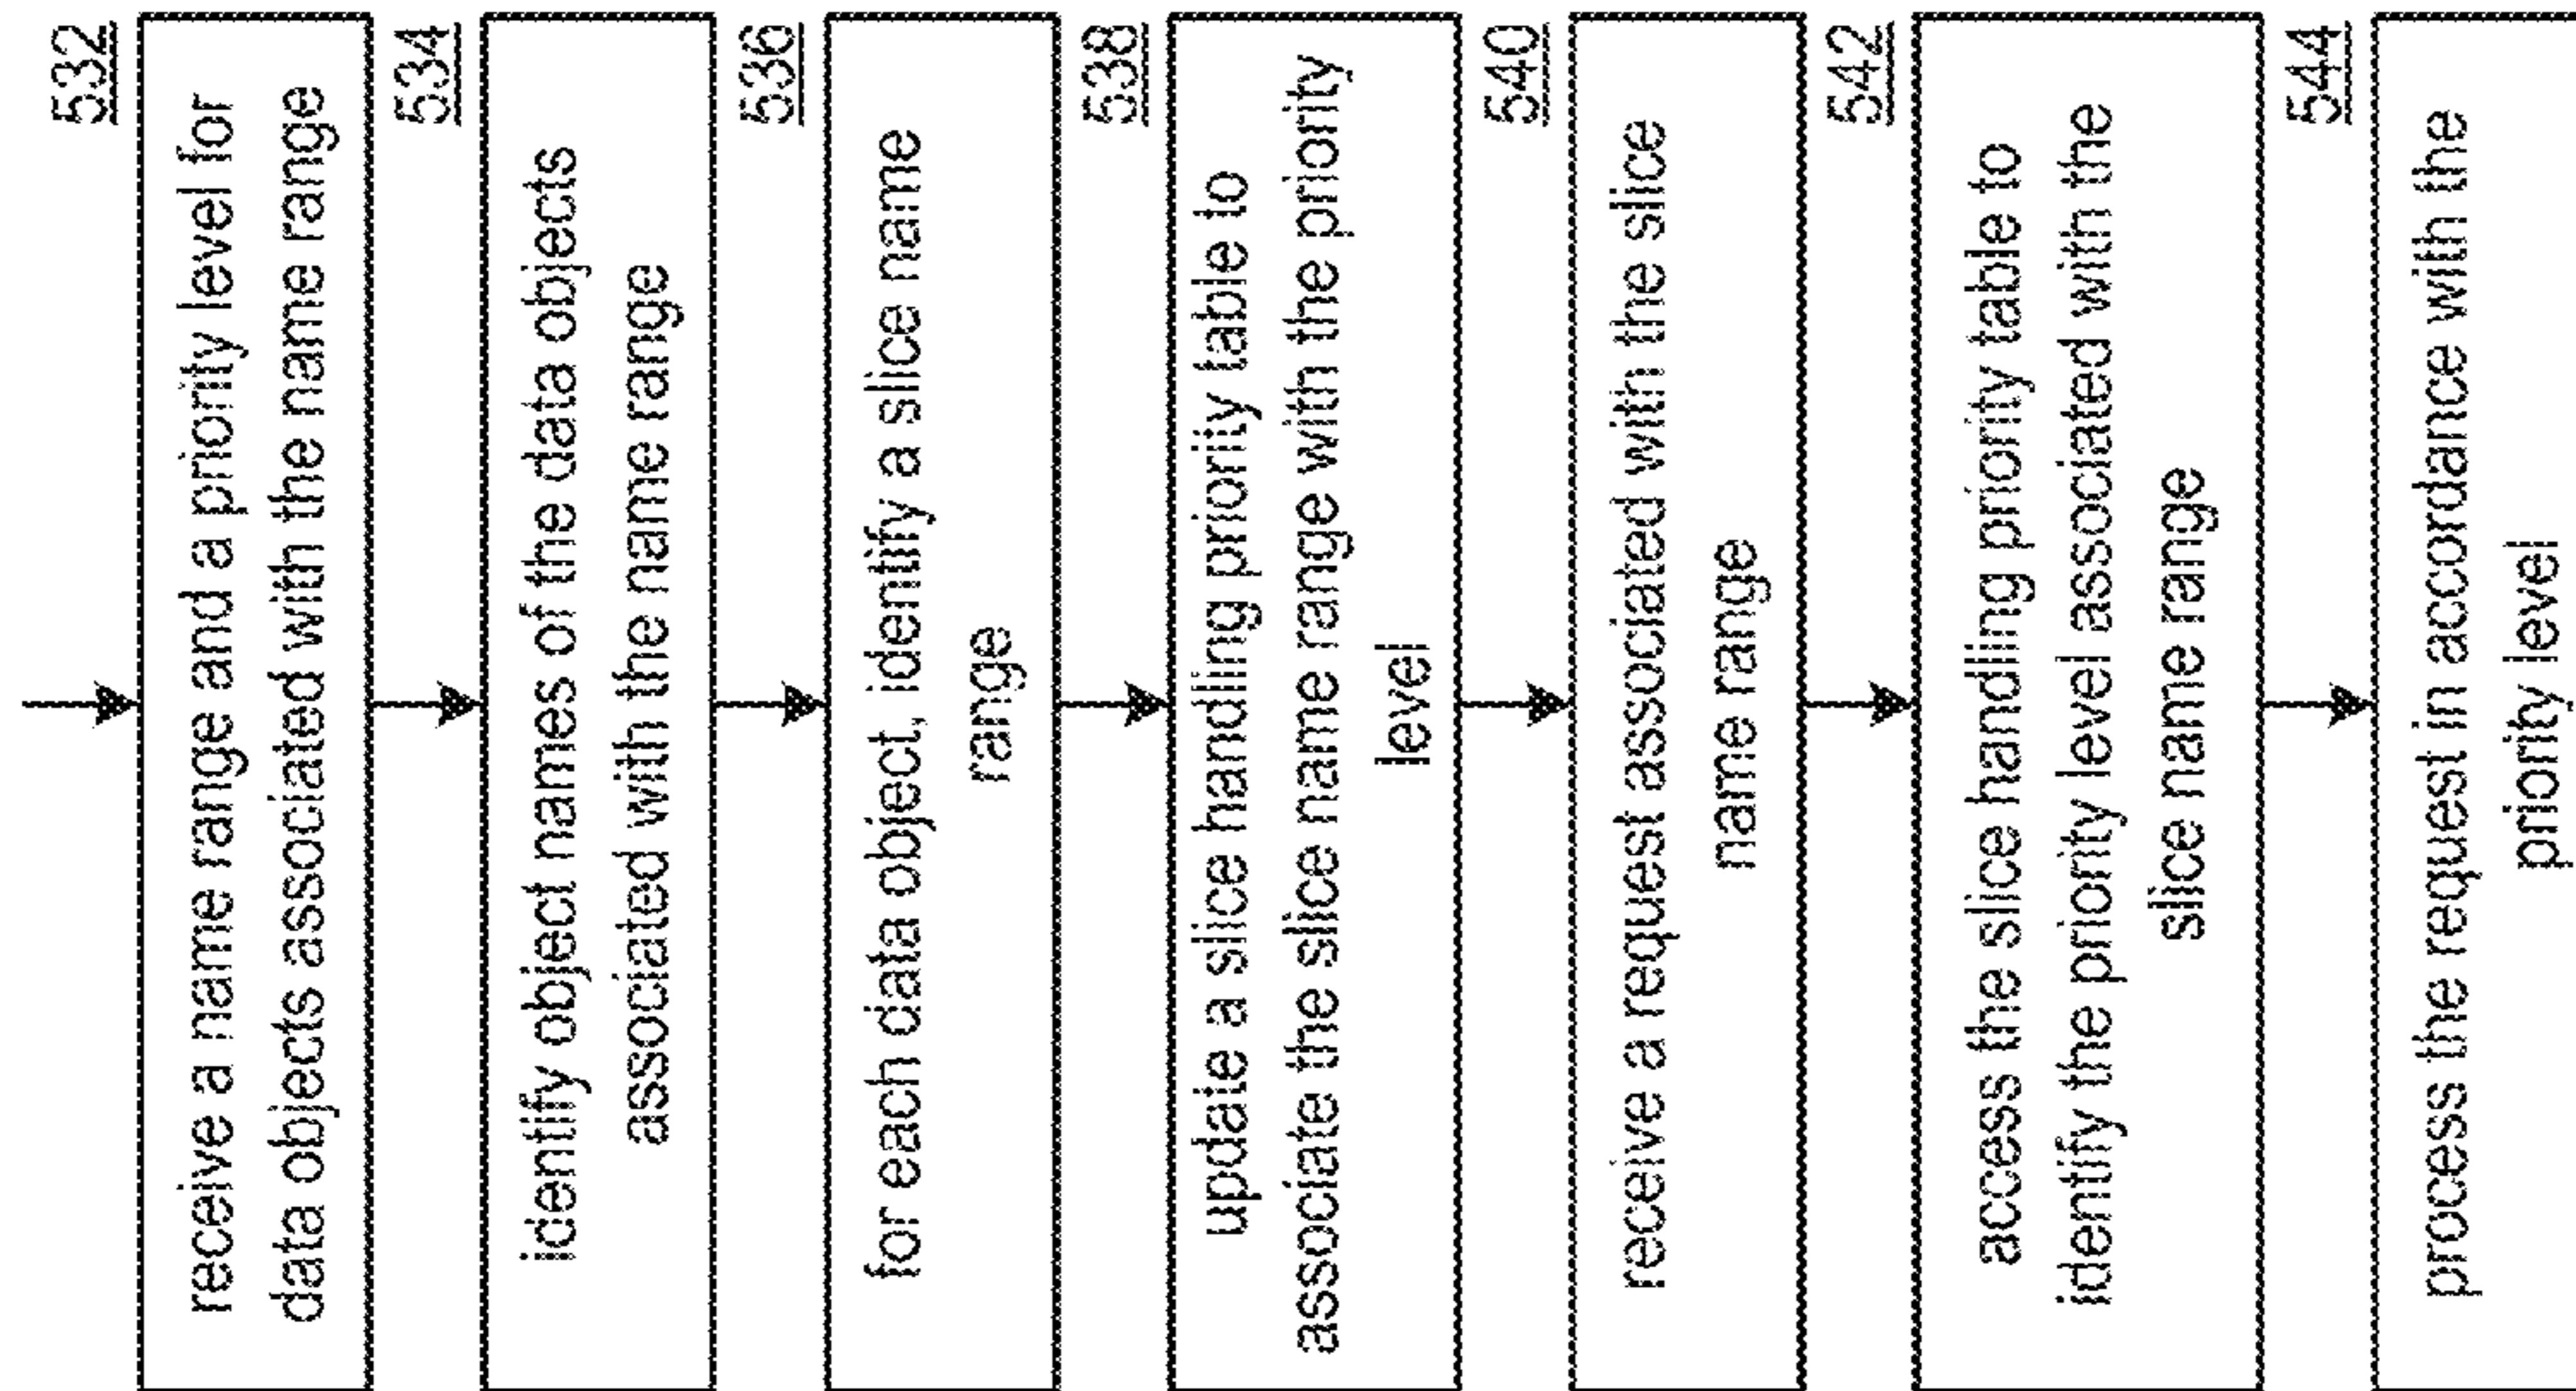 532
receive a name range and a priority level for
data objects associated with the name range
534
identify object names of the data objects
associated with the name range
536
for each data object, identify a slice name
range
538
update a slice handling priority table to
associate the slice name range with the priority
level
540
receive a request associated with the slice
name range
542
access the slice handling priority table to
identify the priority level associated with the
slice name range
544
process the request in accordance with the
priority level